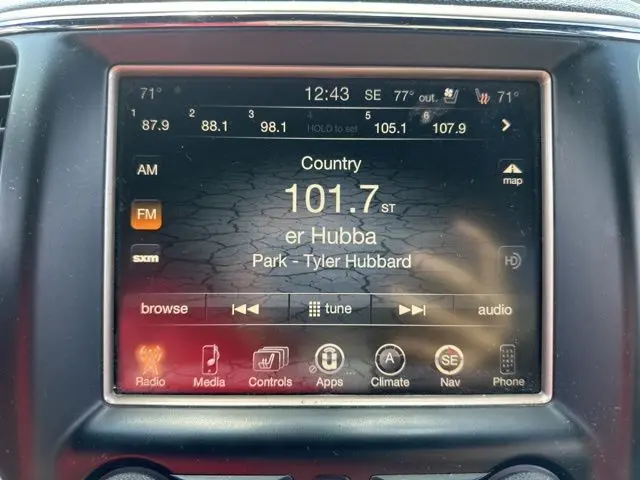 71° 12:43 SE 77° out. 71°
1 87.9 2 88.1 3 98.1 4 HOLD to set 5 105.1 6 107.9 >
Country
AM
map
101.7 ST
FM
er Hubba
sxm
Park - Tyler Hubbard
HD
browse tune audio
A SE
Radio Media Controls Apps Climate Nav Phone